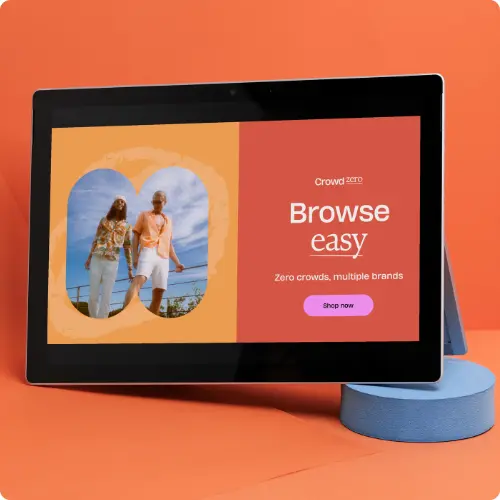 Crowd zero
Browse
easy
Zero crowds, multiple brands
Shop now